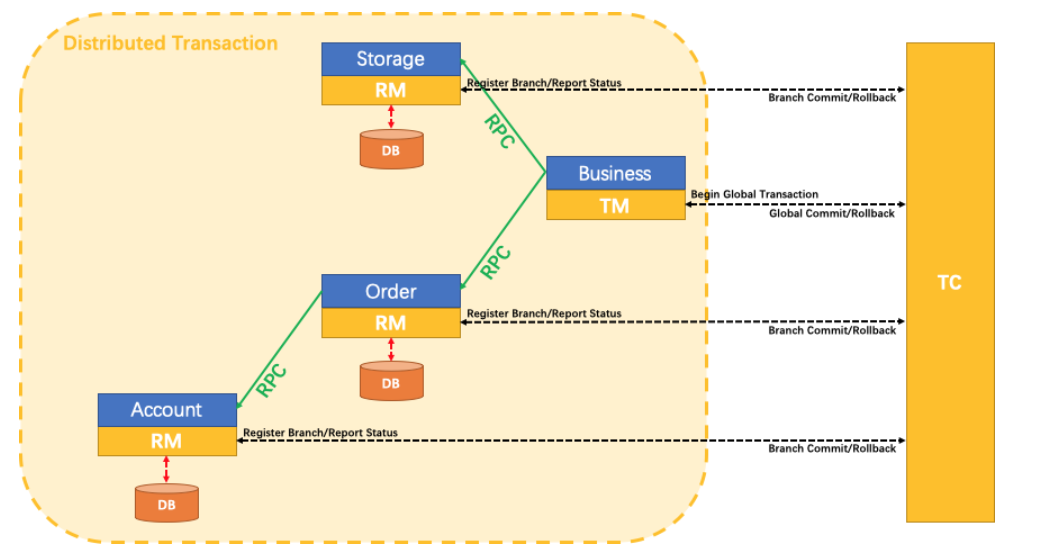 Distributed Transaction
Storage
RM
Register Branch/Report Status
Branch Commit/Rollback
DB
RPC
Business
TM
Begin Global Transaction
Global Commit/Rollback
RPC
Order
RM
Register Branch/Report Status
Branch Commit/Rollback
DB
TC
RPC
Account
RM
Register Branch/Report Status
Branch Commit/Rollback
DB